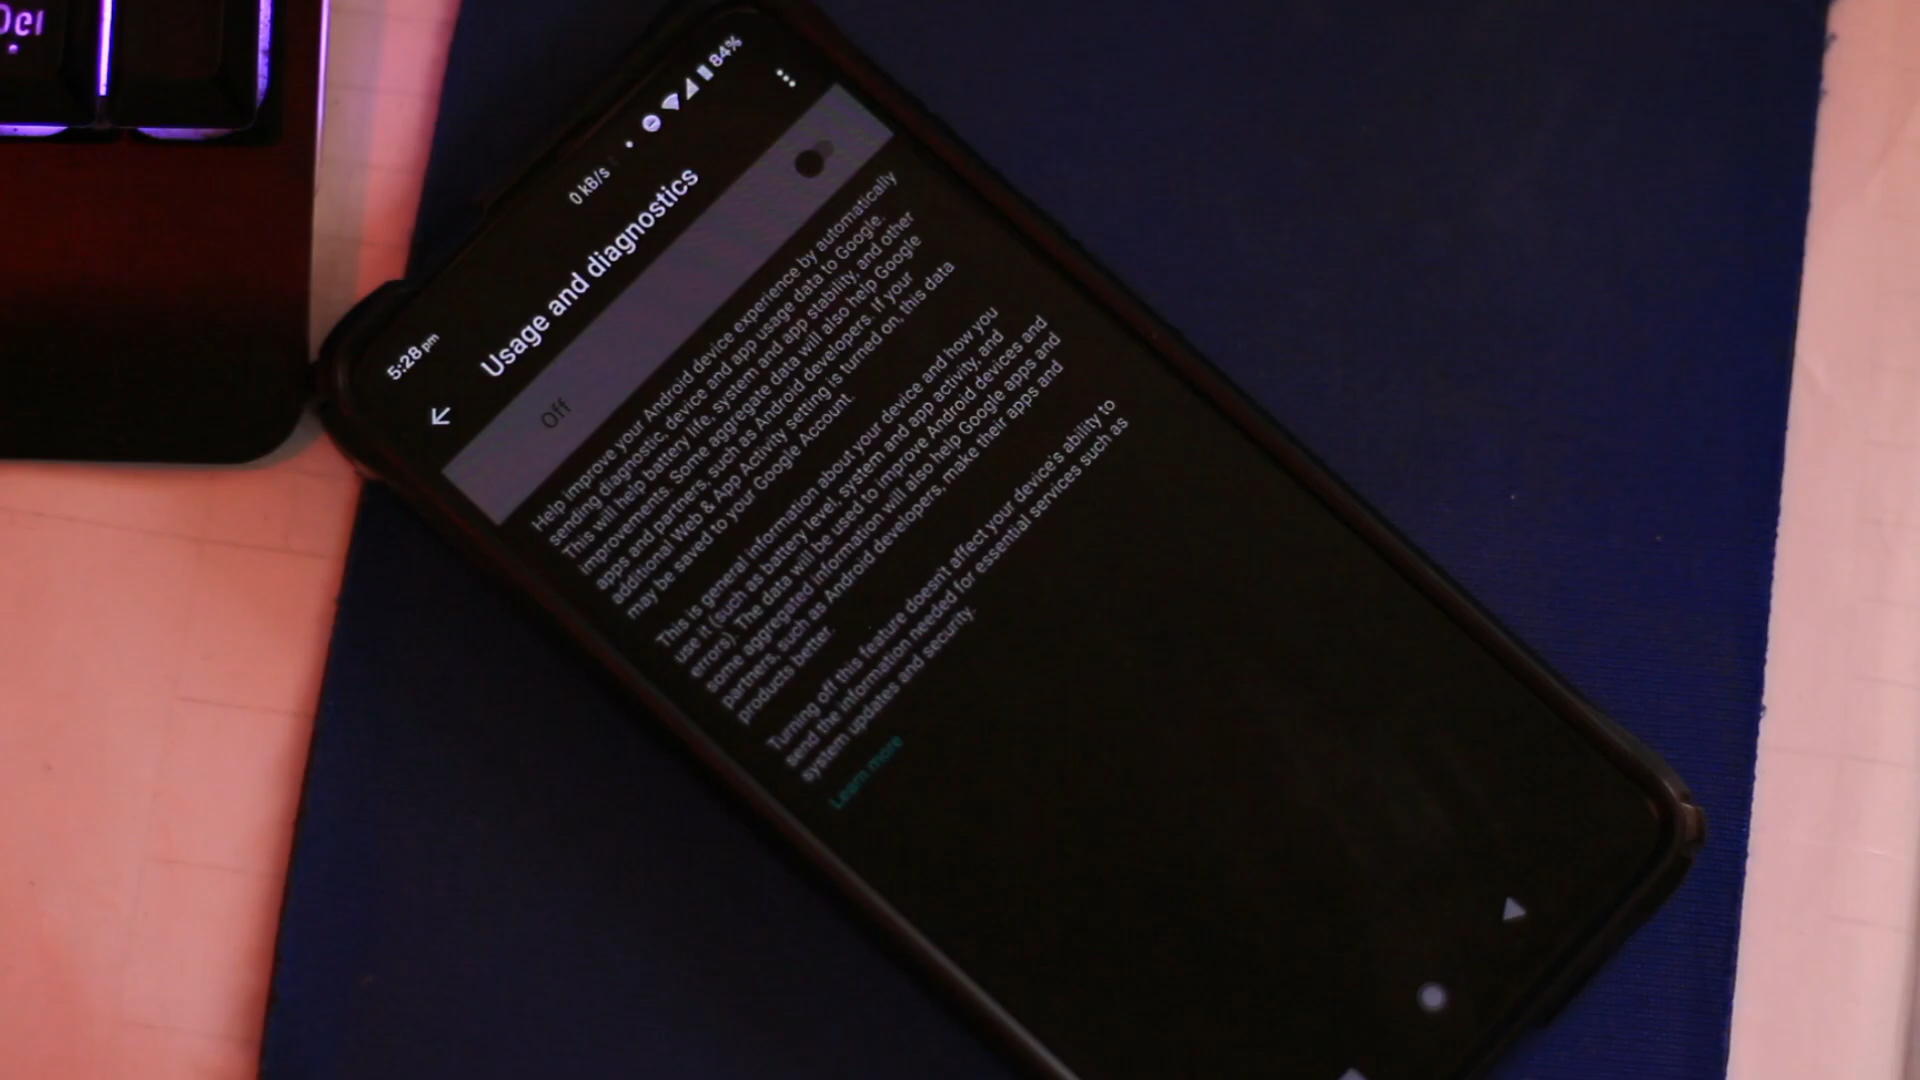 Del
5:28 pm
0 kB/s
84%
Usage and diagnostics
Off
Help improve your Android device experience by automatically
sending diagnostic, device and app usage data to Google.
This will help battery life, system and app stability, and other
improvements. Some aggregate data will also help Google
apps and partners, such as Android developers. If your
additional Web & App Activity setting is turned on, this data
may be saved to your Google Account.
This is general information about your device and how you
use it (such as battery level, system and app activity, and
errors). The data will be used to improve Android devices and
some aggregated information will also help Google apps and
partners, such as Android developers, make their apps and
products better.
Turning off this feature doesn't affect your device's ability to
send the information needed for essential services such as
system updates and security.
Learn more